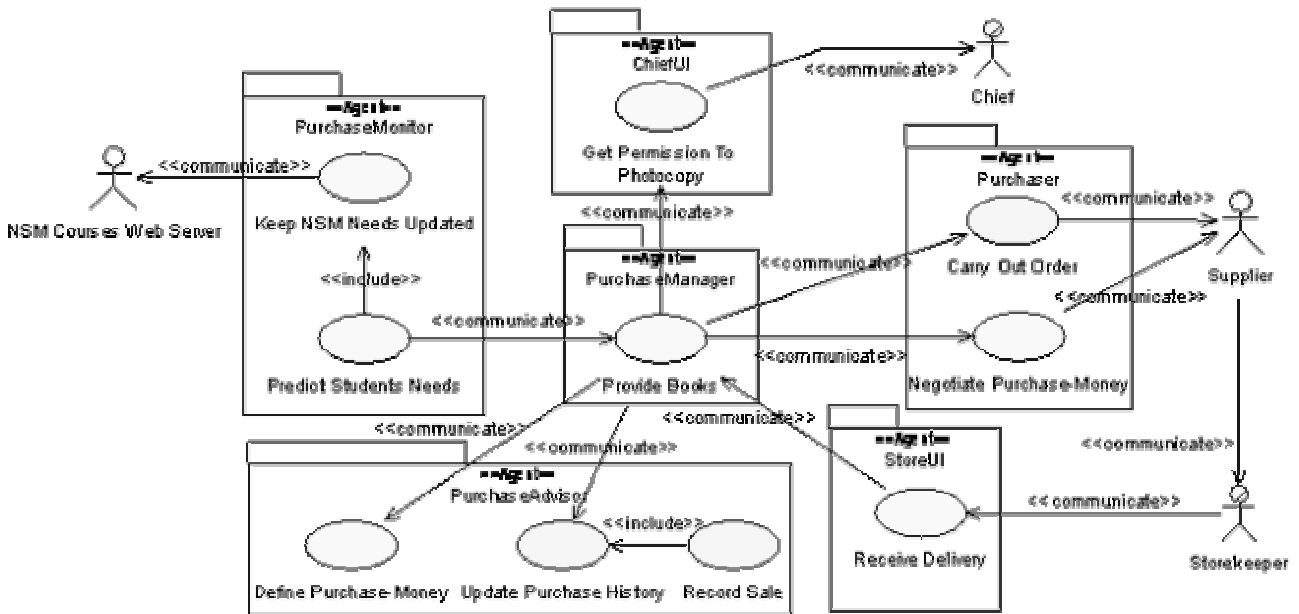 ==Agent==
ChiefUI
<<communicate>>
Chief
Get Permission To
Photocopy
==Agent==
PurchaseMonitor
<<communicate>>
NSM Courses Web Server
Keep NSM Needs Updated
<<include>>
Predict Students Needs
<<communicate>>
<<communicate>>
==Agent==
PurchaseManager
Provide Books
<<communicate>>
<<communicate>>
==Agent==
Purchaser
<<communicate>>
Carry Out Order
Supplier
<<communicate>>
Negotiate Purchase-Money
<<communicate>>
<<communicate>>
<<communicate>>
<<communicate>>
==Agent==
StoreUI
<<communicate>>
Receive Delivery
Storekeeper
==Agent==
PurchaseAdvisor
<<include>>
Define Purchase-Money
Update Purchase History
Record Sale